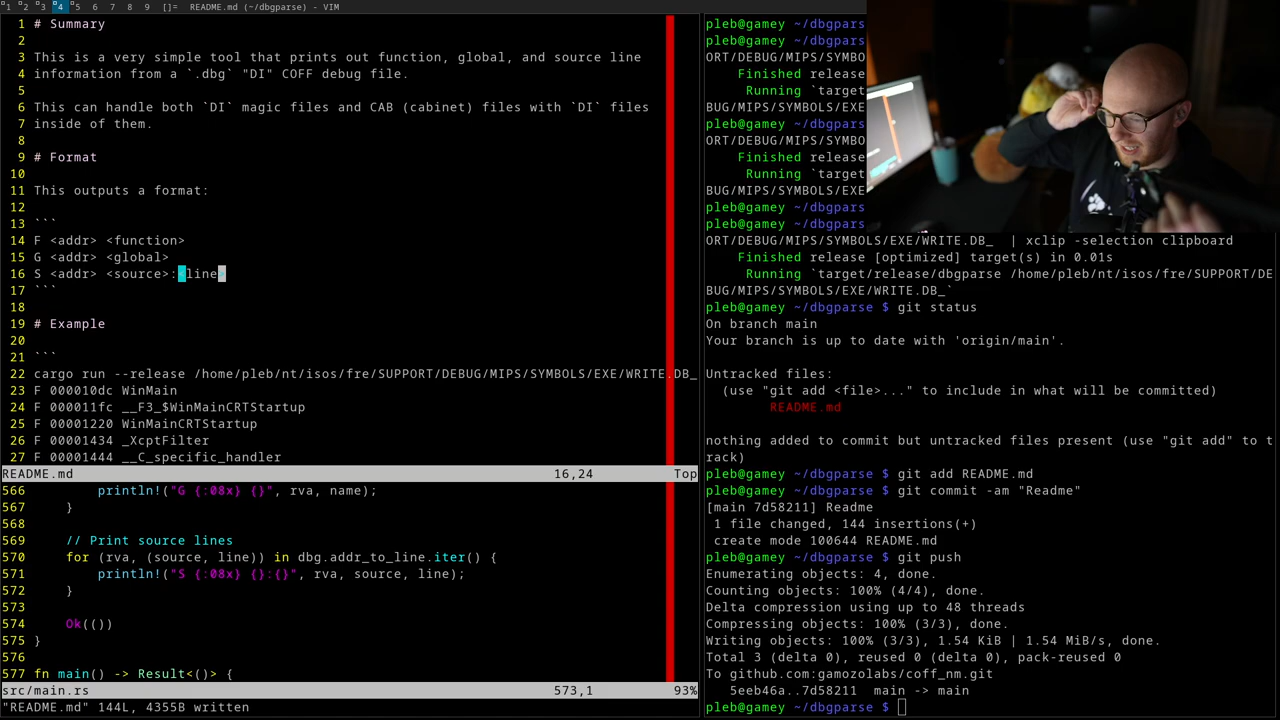 1 2 3 4 5 6 7 8 9 []= README.md (~/dbgparse) - VIM
1 # Summary
2
3 This is a very simple tool that prints out function, global, and source line
4 information from a `.dbg` "DI" COFF debug file.
5
6 This can handle both `DI` magic files and CAB (cabinet) files with `DI` files
7 inside of them.
8
9 # Format
10
11 This outputs a format:
12
13 ```
14 F <addr> <function>
15 G <addr> <global>
16 S <addr> <source>:<line>
17 ```
18
19 # Example
20
21 ```
22 cargo run --release /home/pleb/nt/isos/fre/SUPPORT/DEBUG/MIPS/SYMBOLS/EXE/WRITE.DB_
23 F 000010dc WinMain
24 F 000011fc __F3_$WinMainCRTStartup
25 F 00001220 WinMainCRTStartup
26 F 00001434 _XcptFilter
27 F 00001444 __C_specific_handler
README.md 16,24 Top
566 println!("G {:08x} {}", rva, name);
567 }
568
569 // Print source lines
570 for (rva, (source, line)) in dbg.addr_to_line.iter() {
571 println!("S {:08x} {}:{}", rva, source, line);
572 }
573
574 Ok(())
575 }
576
577 fn main() -> Result<()> {
src/main.rs 573,1 93%
"README.md" 144L, 4355B written
pleb@gamey ~/dbgpars
pleb@gamey ~/dbgpars
ORT/DEBUG/MIPS/SYMBO
Finished release
Running `target
BUG/MIPS/SYMBOLS/EXE
pleb@gamey ~/dbgpars
ORT/DEBUG/MIPS/SYMBO
Finished release
Running `target
BUG/MIPS/SYMBOLS/EXE
pleb@gamey ~/dbgpars
pleb@gamey ~/dbgpars
ORT/DEBUG/MIPS/SYMBOLS/EXE/WRITE.DB_ | xclip -selection clipboard
Finished release [optimized] target(s) in 0.01s
Running `target/release/dbgparse /home/pleb/nt/isos/fre/SUPPORT/DE
BUG/MIPS/SYMBOLS/EXE/WRITE.DB_`
pleb@gamey ~/dbgparse $ git status
On branch main
Your branch is up to date with 'origin/main'.

Untracked files:
(use "git add <file>..." to include in what will be committed)
README.md

nothing added to commit but untracked files present (use "git add" to t
rack)
pleb@gamey ~/dbgparse $ git add README.md
pleb@gamey ~/dbgparse $ git commit -am "Readme"
[main 7d58211] Readme
1 file changed, 144 insertions(+)
create mode 100644 README.md
pleb@gamey ~/dbgparse $ git push
Enumerating objects: 4, done.
Counting objects: 100% (4/4), done.
Delta compression using up to 48 threads
Compressing objects: 100% (3/3), done.
Writing objects: 100% (3/3), 1.54 KiB | 1.54 MiB/s, done.
Total 3 (delta 0), reused 0 (delta 0), pack-reused 0
To github.com:gamozolabs/coff_nm.git
5eeb46a..7d58211 main -> main
pleb@gamey ~/dbgparse $